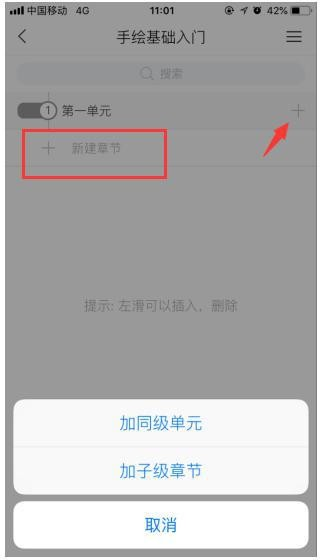 中国移动 4G 11:01 42%
手绘基础入门
搜索
1 第一单元
新建章节
提示: 左滑可以插入，删除
加同级单元
加子级章节
取消